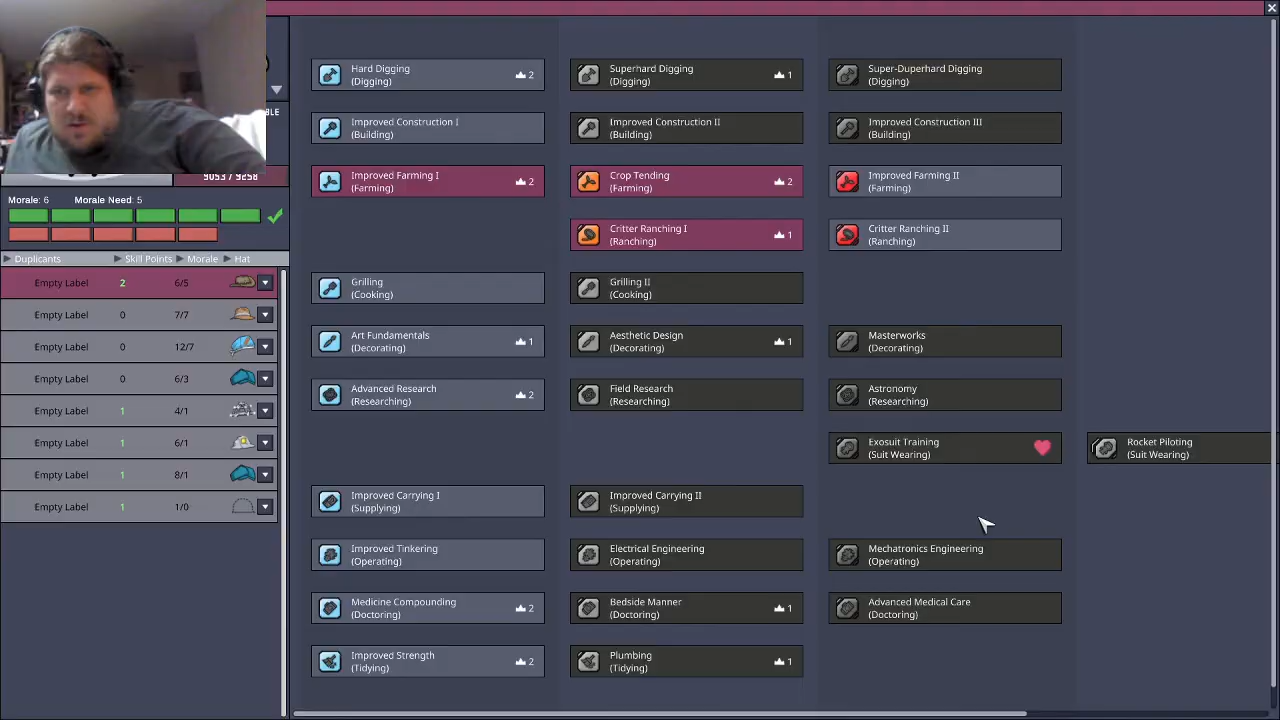 Hard Digging
(Digging)
2
Superhard Digging
(Digging)
1
Super-Duperhard Digging
(Digging)
Improved Construction I
(Building)
Improved Construction II
(Building)
Improved Construction III
(Building)
Improved Farming I
(Farming)
2
Crop Tending
(Farming)
2
Improved Farming II
(Farming)
Critter Ranching I
(Ranching)
1
Critter Ranching II
(Ranching)
Grilling
(Cooking)
Grilling II
(Cooking)
Art Fundamentals
(Decorating)
1
Aesthetic Design
(Decorating)
1
Masterworks
(Decorating)
Advanced Research
(Researching)
2
Field Research
(Researching)
Astronomy
(Researching)
Exosuit Training
(Suit Wearing)
Rocket Piloting
(Suit Wearing)
Improved Carrying I
(Supplying)
Improved Carrying II
(Supplying)
Improved Tinkering
(Operating)
Electrical Engineering
(Operating)
Mechatronics Engineering
(Operating)
Medicine Compounding
(Doctoring)
2
Bedside Manner
(Doctoring)
1
Advanced Medical Care
(Doctoring)
Improved Strength
(Tidying)
2
Plumbing
(Tidying)
1
9053 / 9258
Morale: 6 Morale Need: 5
Duplicants Skill Points Morale Hat
Empty Label 2 6/5
Empty Label 0 7/7
Empty Label 0 12/7
Empty Label 0 6/3
Empty Label 1 4/1
Empty Label 1 6/1
Empty Label 1 8/1
Empty Label 1 1/0